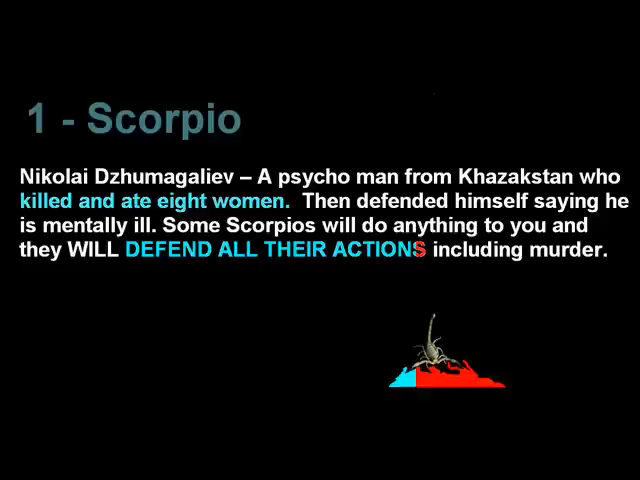 1 - Scorpio
Nikolai Dzhumagaliev – A psycho man from Khazakstan who
killed and ate eight women.  Then defended himself saying he
is mentally ill. Some Scorpios will do anything to you and
they WILL DEFEND ALL THEIR ACTIONS including murder.